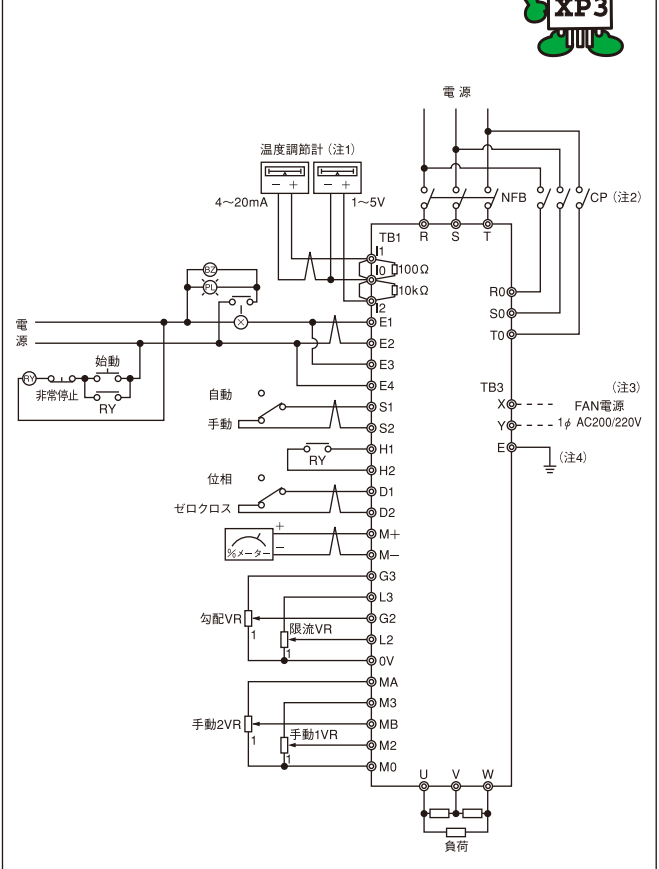 XP3
電 源
温度調節計（注1）
− +
− +
4〜20mA
1〜5V
NFB
CP（注2）
R S T
TB1
I1
I0
100Ω
10kΩ
I2
R0
S0
T0
BZ
PL
電
源
E1
E2
E3
E4
始動
RY
非常停止
RY
自動
手動
S1
S2
TB3
（注3）
X
FAN電源
Y
1φ AC200/220V
E
（注4）
RY
H1
H2
位相
ゼロクロス
D1
D2
+
−
%メーター
M+
M−
G3
L3
勾配VR
1
G2
限流VR
1
L2
0V
MA
M3
手動2VR
1
MB
手動1VR
1
M2
M0
U V W
負荷